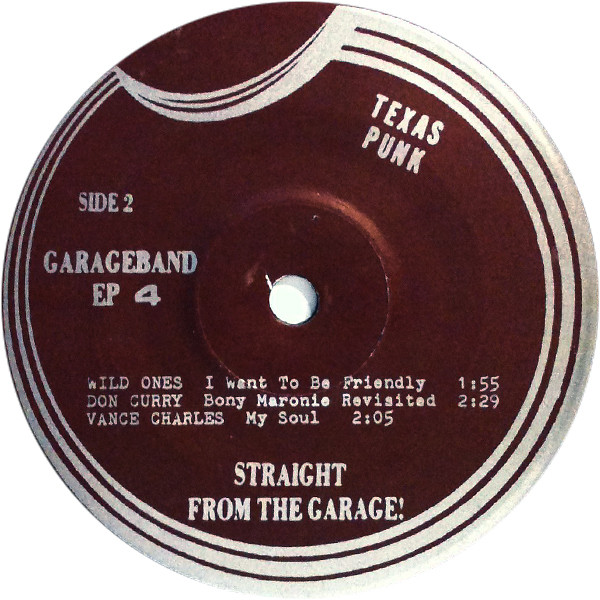 TEXAS
PUNK
SIDE 2
GARAGEBAND
EP 4
WILD ONES I Want To Be Friendly 1:55
DON CURRY Bony Maronie Revisited 2:29
VANCE CHARLES My Soul 2:05
STRAIGHT
FROM THE GARAGE!